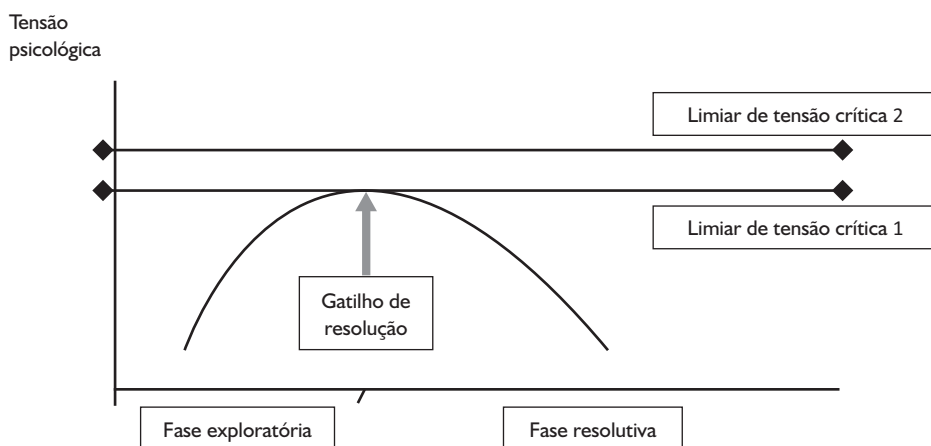 Tensão
psicológica
Limiar de tensão crítica 2
Limiar de tensão crítica 1
Gatilho de
resolução
Fase exploratória
Fase resolutiva